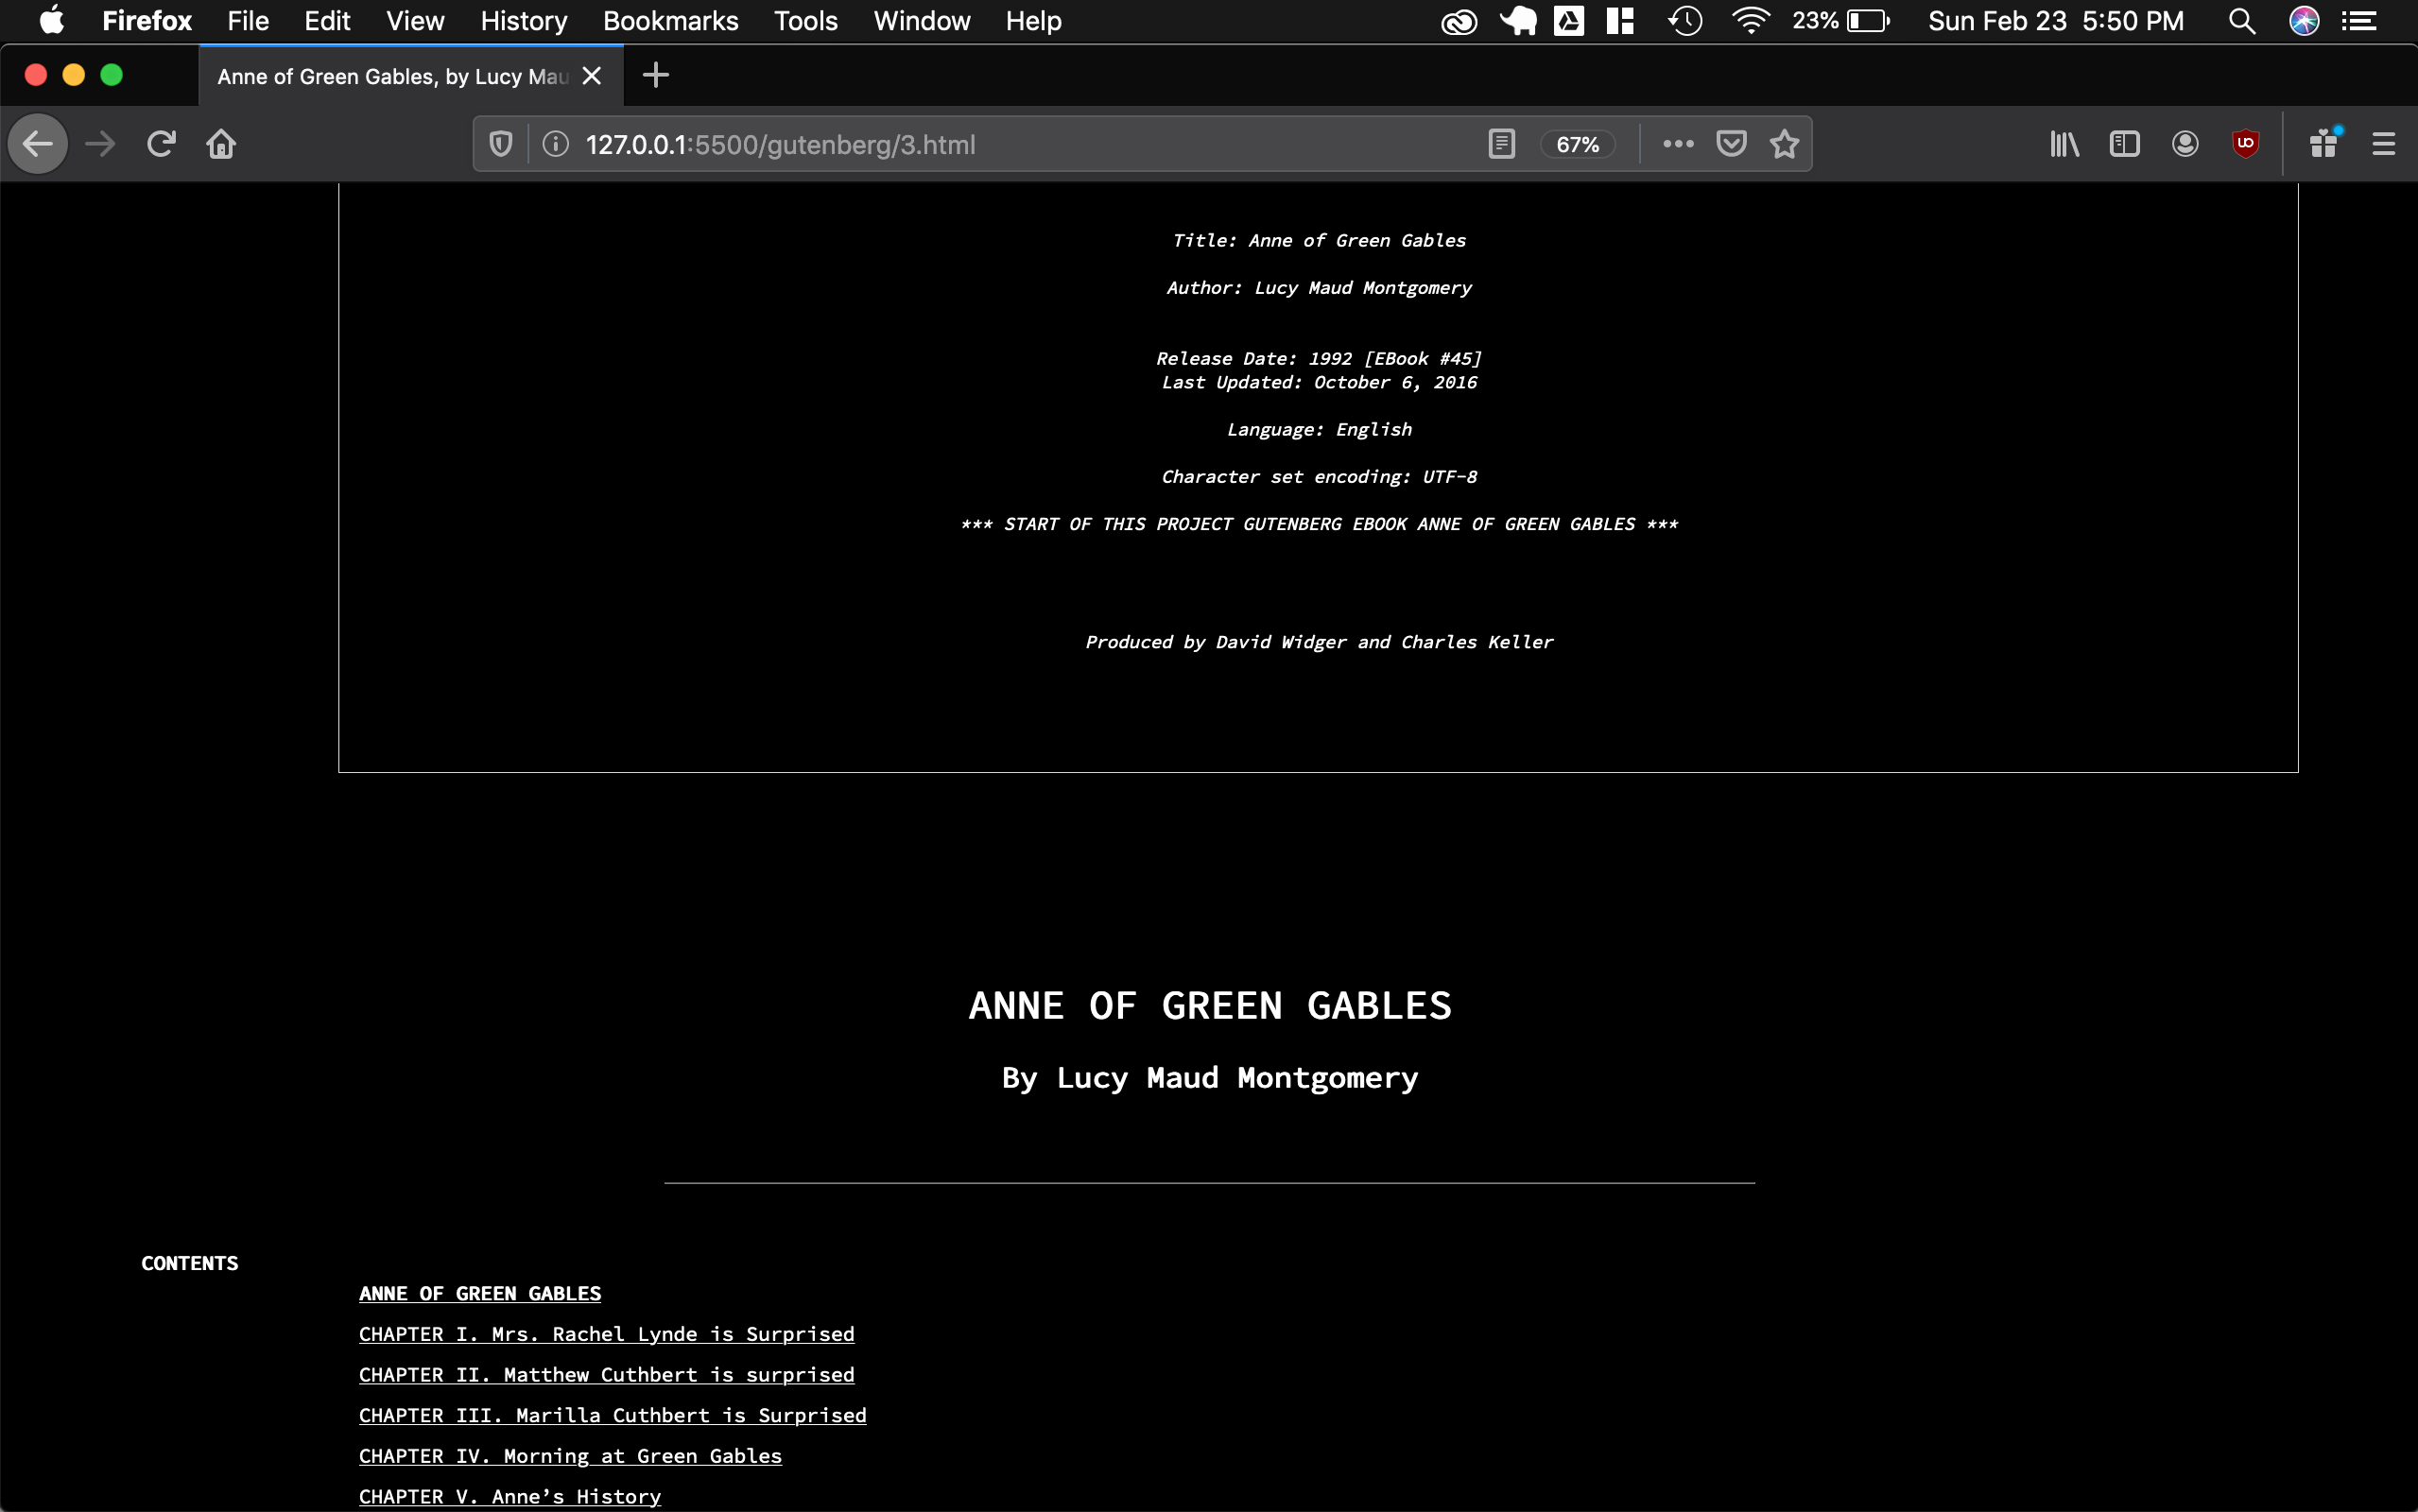 Firefox File Edit View History Bookmarks Tools Window Help 23% Sun Feb 23 5:50 PM
Anne of Green Gables, by Lucy Mau
127.0.0.1:5500/gutenberg/3.html 67%
Title: Anne of Green Gables
Author: Lucy Maud Montgomery
Release Date: 1992 [EBook #45]
Last Updated: October 6, 2016
Language: English
Character set encoding: UTF-8
*** START OF THIS PROJECT GUTENBERG EBOOK ANNE OF GREEN GABLES ***
Produced by David Widger and Charles Keller
ANNE OF GREEN GABLES
By Lucy Maud Montgomery
CONTENTS
ANNE OF GREEN GABLES
CHAPTER I. Mrs. Rachel Lynde is Surprised
CHAPTER II. Matthew Cuthbert is surprised
CHAPTER III. Marilla Cuthbert is Surprised
CHAPTER IV. Morning at Green Gables
CHAPTER V. Anne’s History